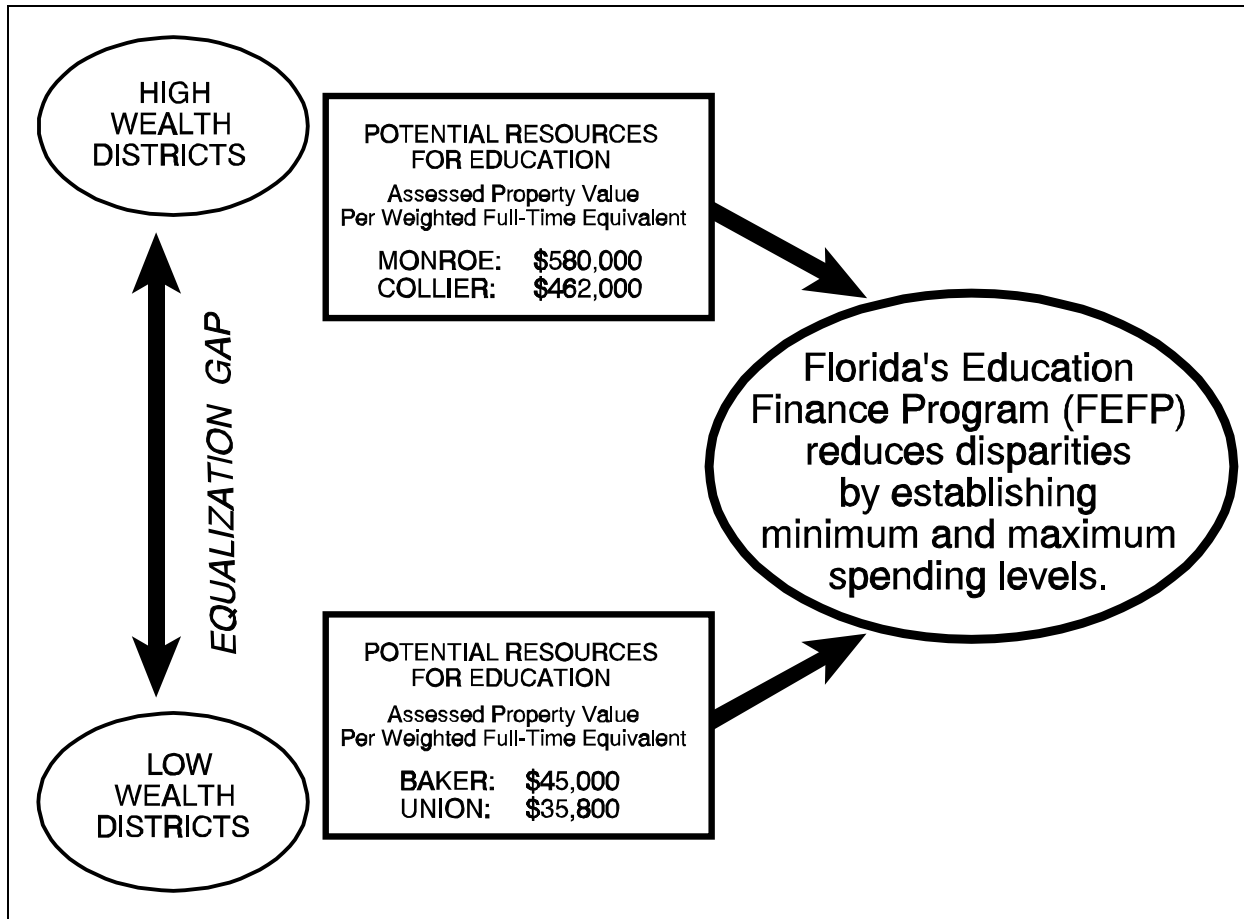 HIGH
WEALTH
DISTRICTS
POTENTIAL RESOURCES
FOR EDUCATION
Assessed Property Value
Per Weighted Full-Time Equivalent
MONROE: $580,000
COLLIER: $462,000
EQUALIZATION GAP
Florida's Education
Finance Program (FEFP)
reduces disparities
by establishing
minimum and maximum
spending levels.
POTENTIAL RESOURCES
FOR EDUCATION
Assessed Property Value
Per Weighted Full-Time Equivalent
BAKER: $45,000
UNION: $35,800
LOW
WEALTH
DISTRICTS